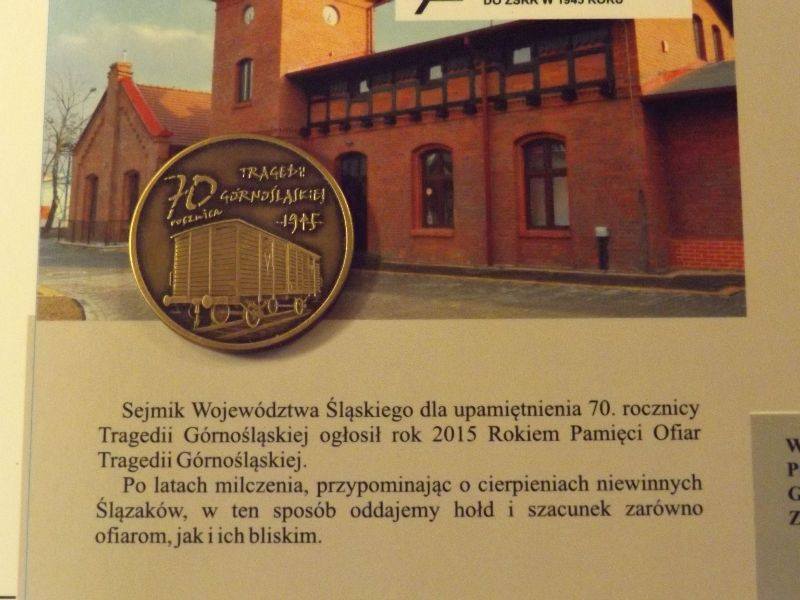 DO ZSRR W 1945 ROKU
70
rocznica
TRAGEDII
GÓRNOŚLĄSKIEJ
1945
Sejmik Województwa Śląskiego dla upamiętnienia 70. rocznicy
Tragedii Górnośląskiej ogłosił rok 2015 Rokiem Pamięci Ofiar
Tragedii Górnośląskiej.
Po latach milczenia, przypominając o cierpieniach niewinnych
Ślązaków, w ten sposób oddajemy hołd i szacunek zarówno
ofiarom, jak i ich bliskim.